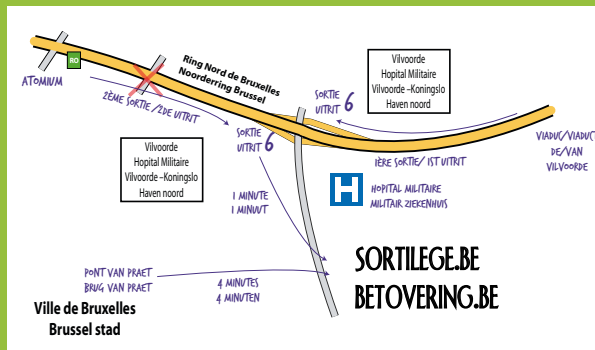 Ring Nord de Bruxelles
Noorderring Brussel
RO
ATOMIUM
2ÈME SORTIE/2DE UITRIT
Vilvoorde
Hopital Militaire
Vilvoorde –Koningslo
Haven noord
SORTIE
UITRIT 6
SORTIE
UITRIT 6
Vilvoorde
Hopital Militaire
Vilvoorde –Koningslo
Haven noord
VIADUC/VIADUCT
DE/VAN
VILVOORDE
1ÈRE SORTIE/ 1ST UITRIT
H
HOPITAL MILITAIRE
MILITAIR ZIEKENHUIS
1 MINUTE
1 MINUUT
SORTILEGE.BE
BETOVERING.BE
PONT VAN PRAET
BRUG VAN PRAET
4 MINUTES
4 MINUTEN
Ville de Bruxelles
Brussel stad